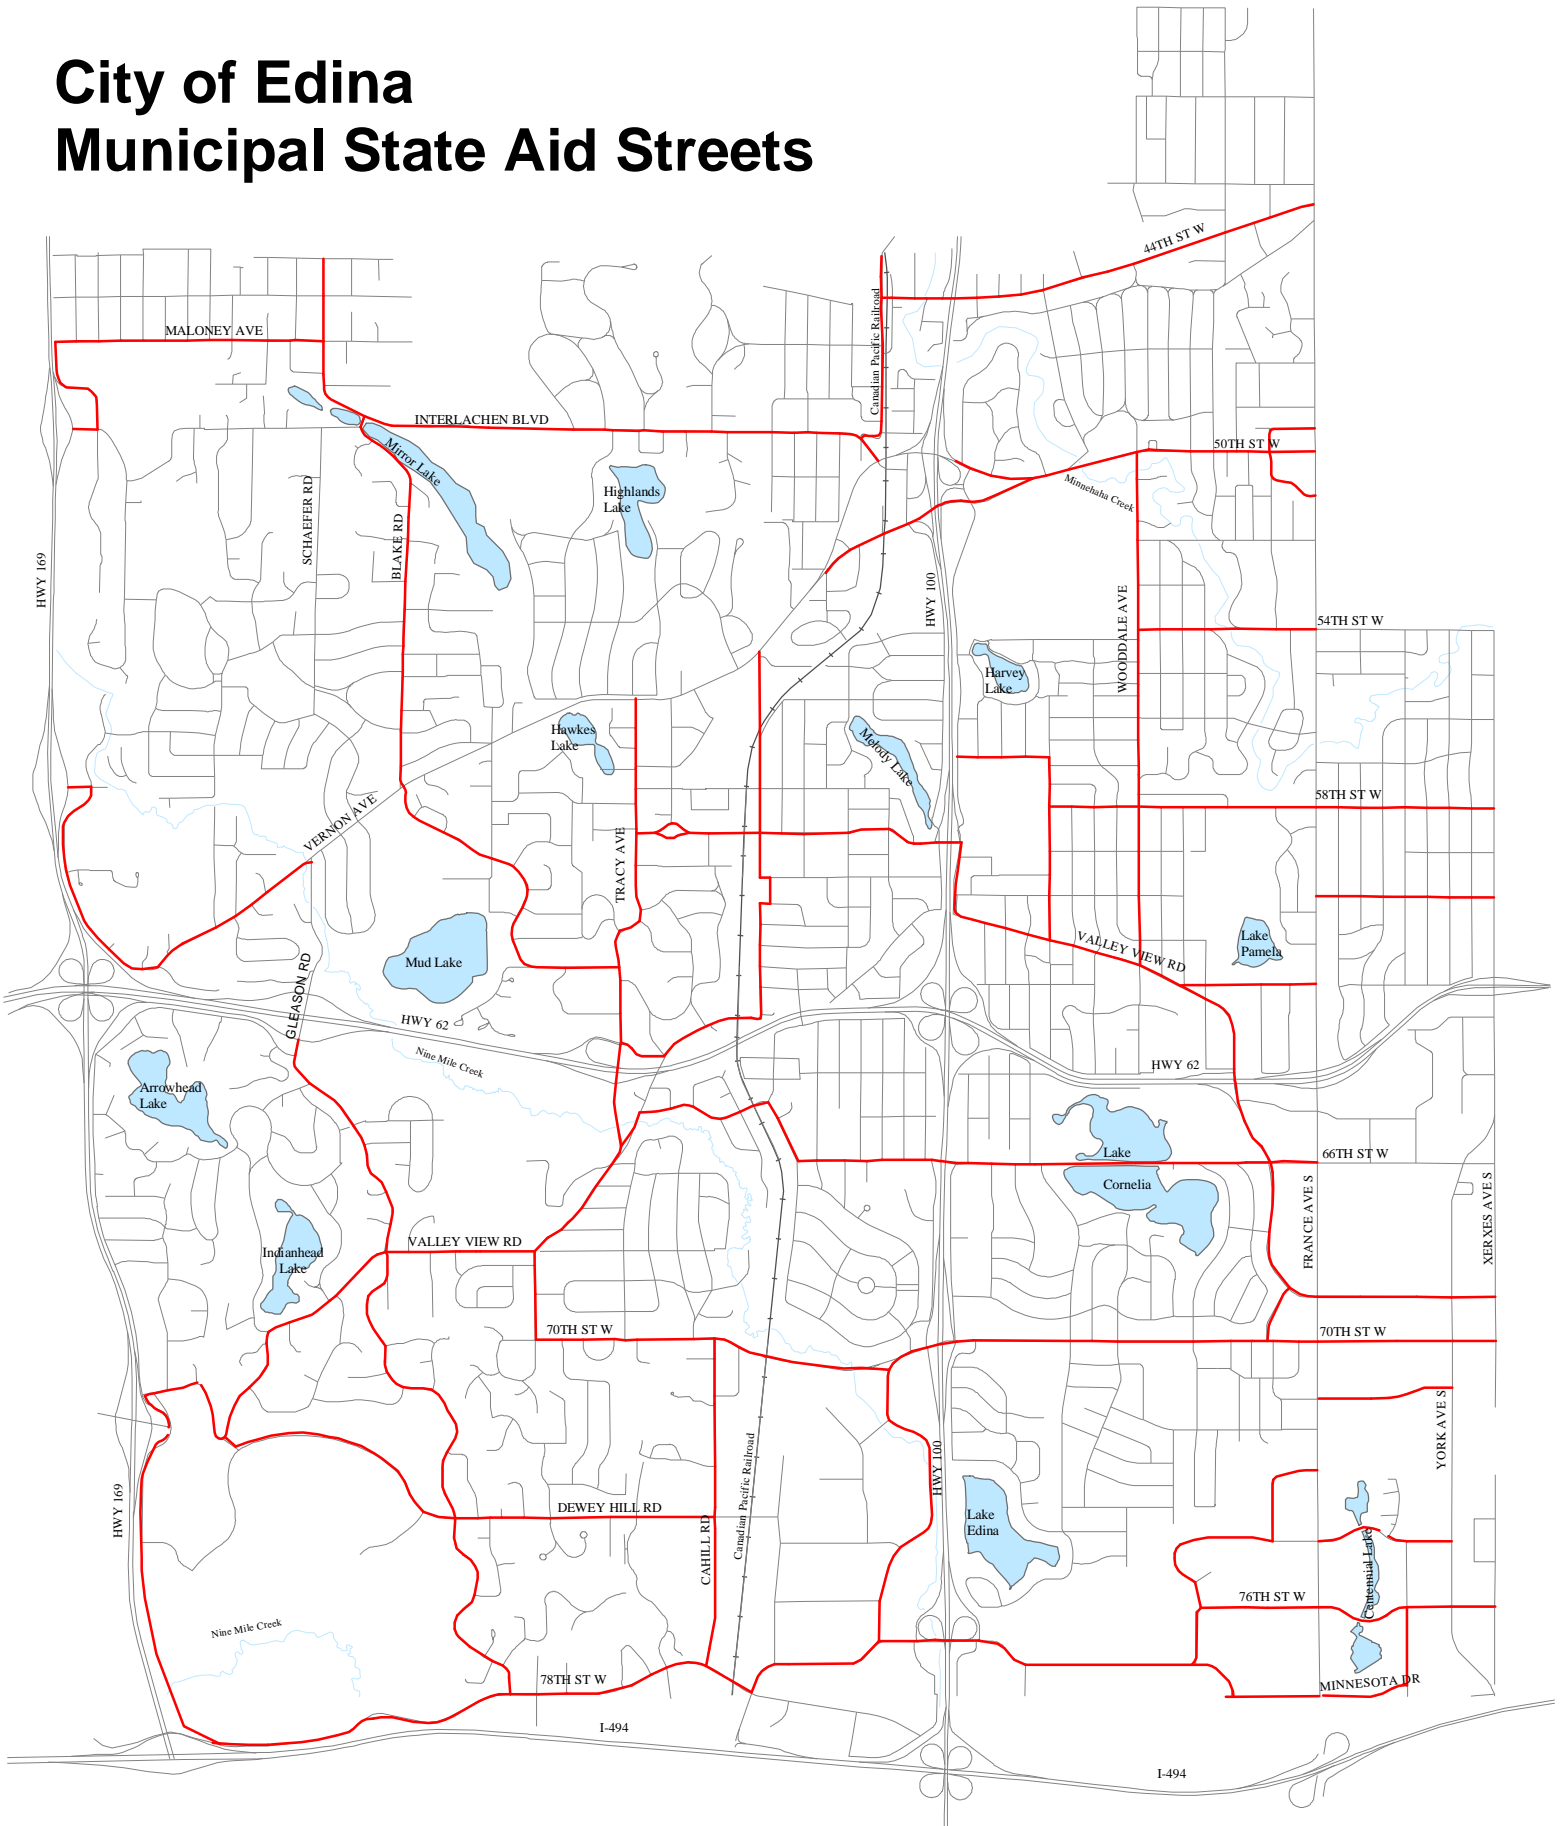 City of Edina
Municipal State Aid Streets
44TH ST W
MALONEY AVE
Canadian Pacific Railroad
INTERLACHEN BLVD
50TH ST W
Mirror Lake
Minnehaha Creek
Highlands
Lake
SCHAEFER RD
BLAKE RD
HWY 169
HWY 100
WOODDALE AVE
54TH ST W
Harvey
Lake
Hawkes
Lake
Melody Lake
58TH ST W
VERNON AVE
TRACY AVE
VALLEY VIEW RD
Lake
Pamela
Mud Lake
GLEASON RD
HWY 62
Nine Mile Creek
HWY 62
Arrowhead
Lake
Lake
Cornelia
66TH ST W
FRANCE AVE S
XERXES AVE S
Indianhead
Lake
VALLEY VIEW RD
70TH ST W
70TH ST W
YORK AVE S
HWY 169
DEWEY HILL RD
CAHILL RD
Canadian Pacific Railroad
HWY 100
Lake
Edina
Centennial Lake
76TH ST W
Nine Mile Creek
78TH ST W
MINNESOTA DR
I-494
I-494